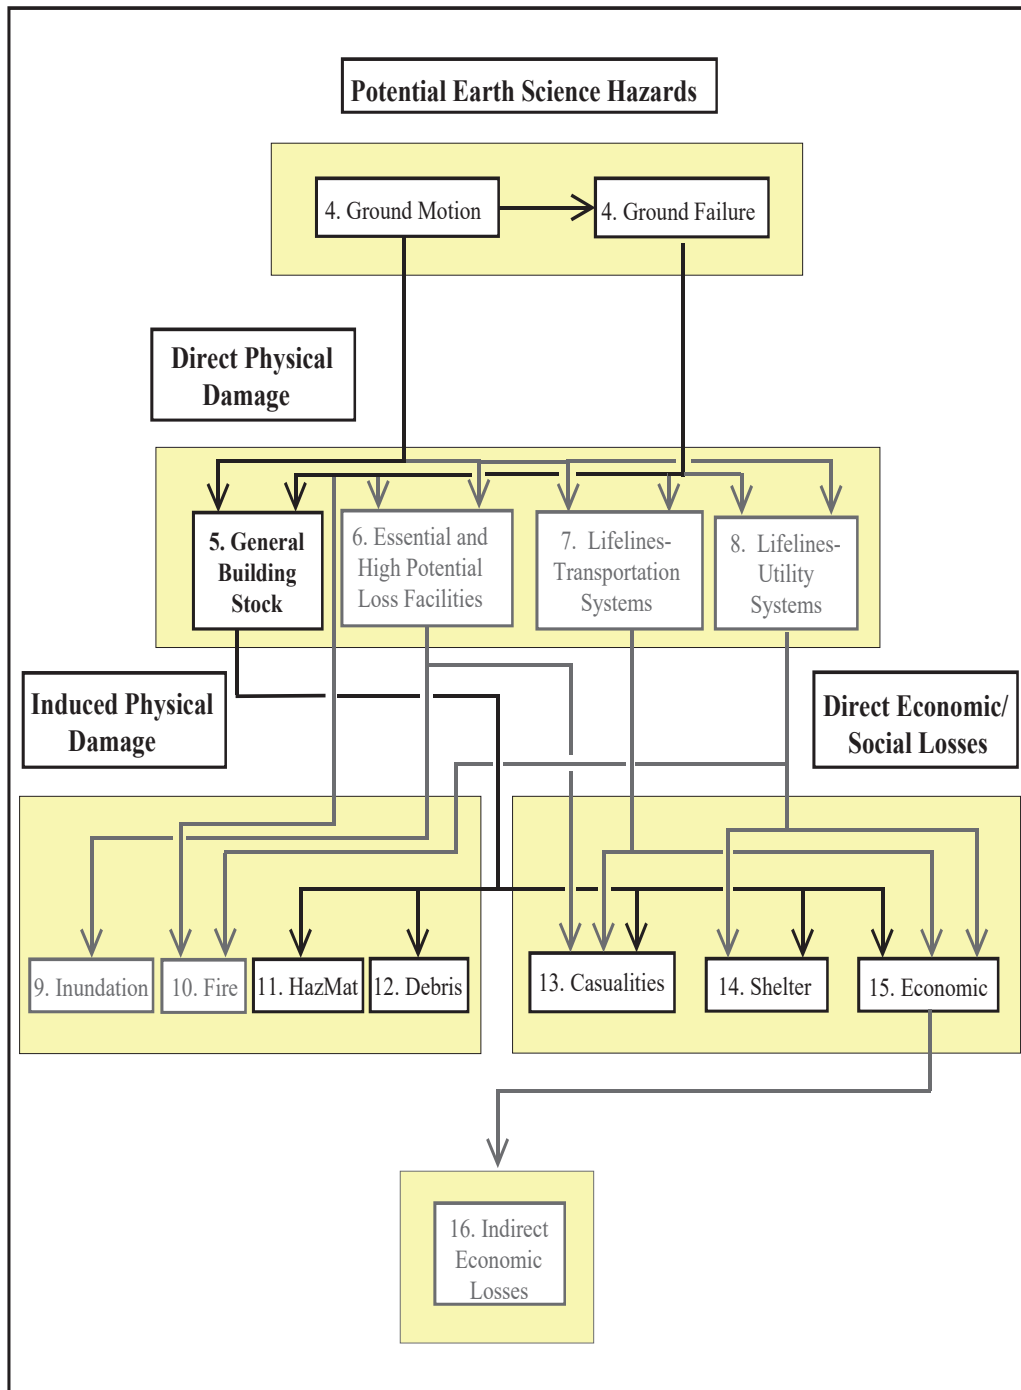 Potential Earth Science Hazards
4. Ground Motion
4. Ground Failure
Direct Physical
Damage
5. General
Building
Stock
6. Essential and
High Potential
Loss Facilities
7. Lifelines-
Transportation
Systems
8. Lifelines-
Utility
Systems
Induced Physical
Damage
Direct Economic/
Social Losses
9. Inundation
10. Fire
11. HazMat
12. Debris
13. Casualities
14. Shelter
15. Economic
16. Indirect
Economic
Losses